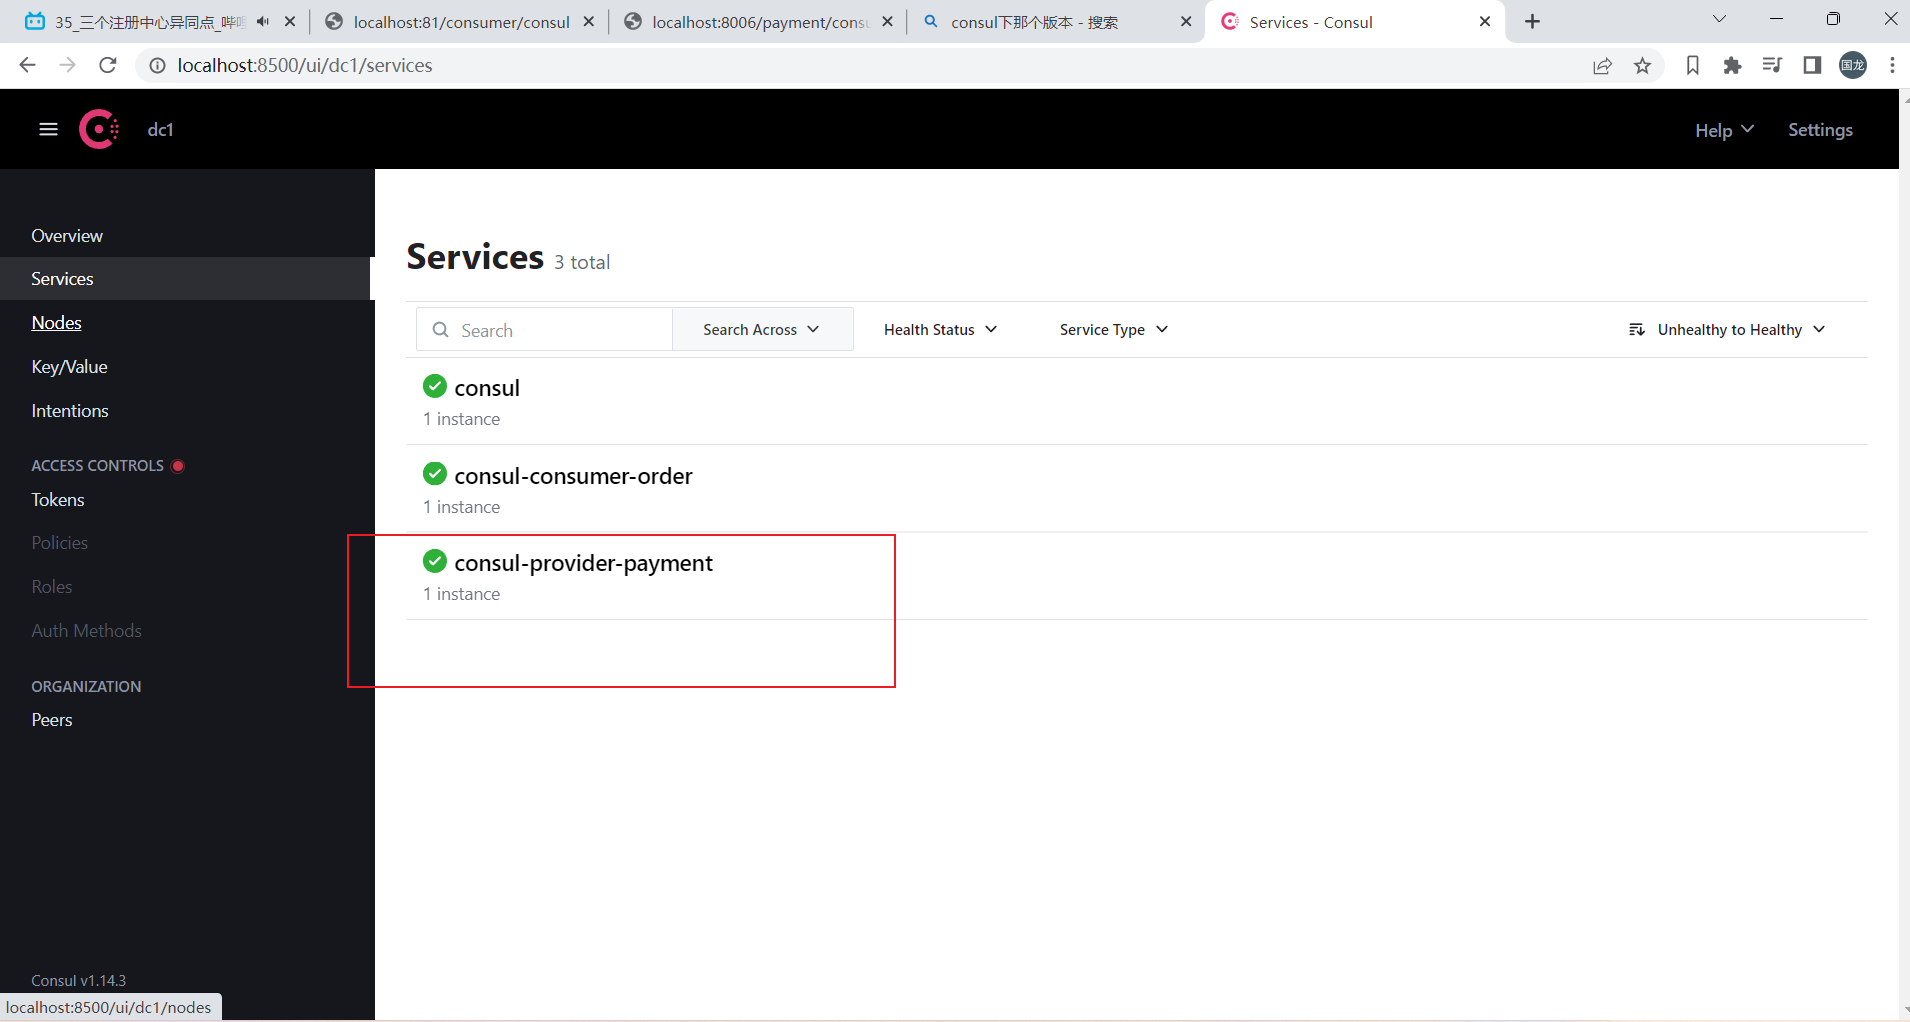 35_三个注册中心异同点_哔哩
localhost:81/consumer/consul
localhost:8006/payment/consu
consul下那个版本 - 搜索
Services - Consul
localhost:8500/ui/dc1/services
国龙
dc1
Help
Settings
Overview
Services
Nodes
Key/Value
Intentions
ACCESS CONTROLS
Tokens
Policies
Roles
Auth Methods
ORGANIZATION
Peers
Services 3 total
Search
Search Across
Health Status
Service Type
Unhealthy to Healthy
consul
1 instance
consul-consumer-order
1 instance
consul-provider-payment
1 instance
Consul v1.14.3
localhost:8500/ui/dc1/nodes